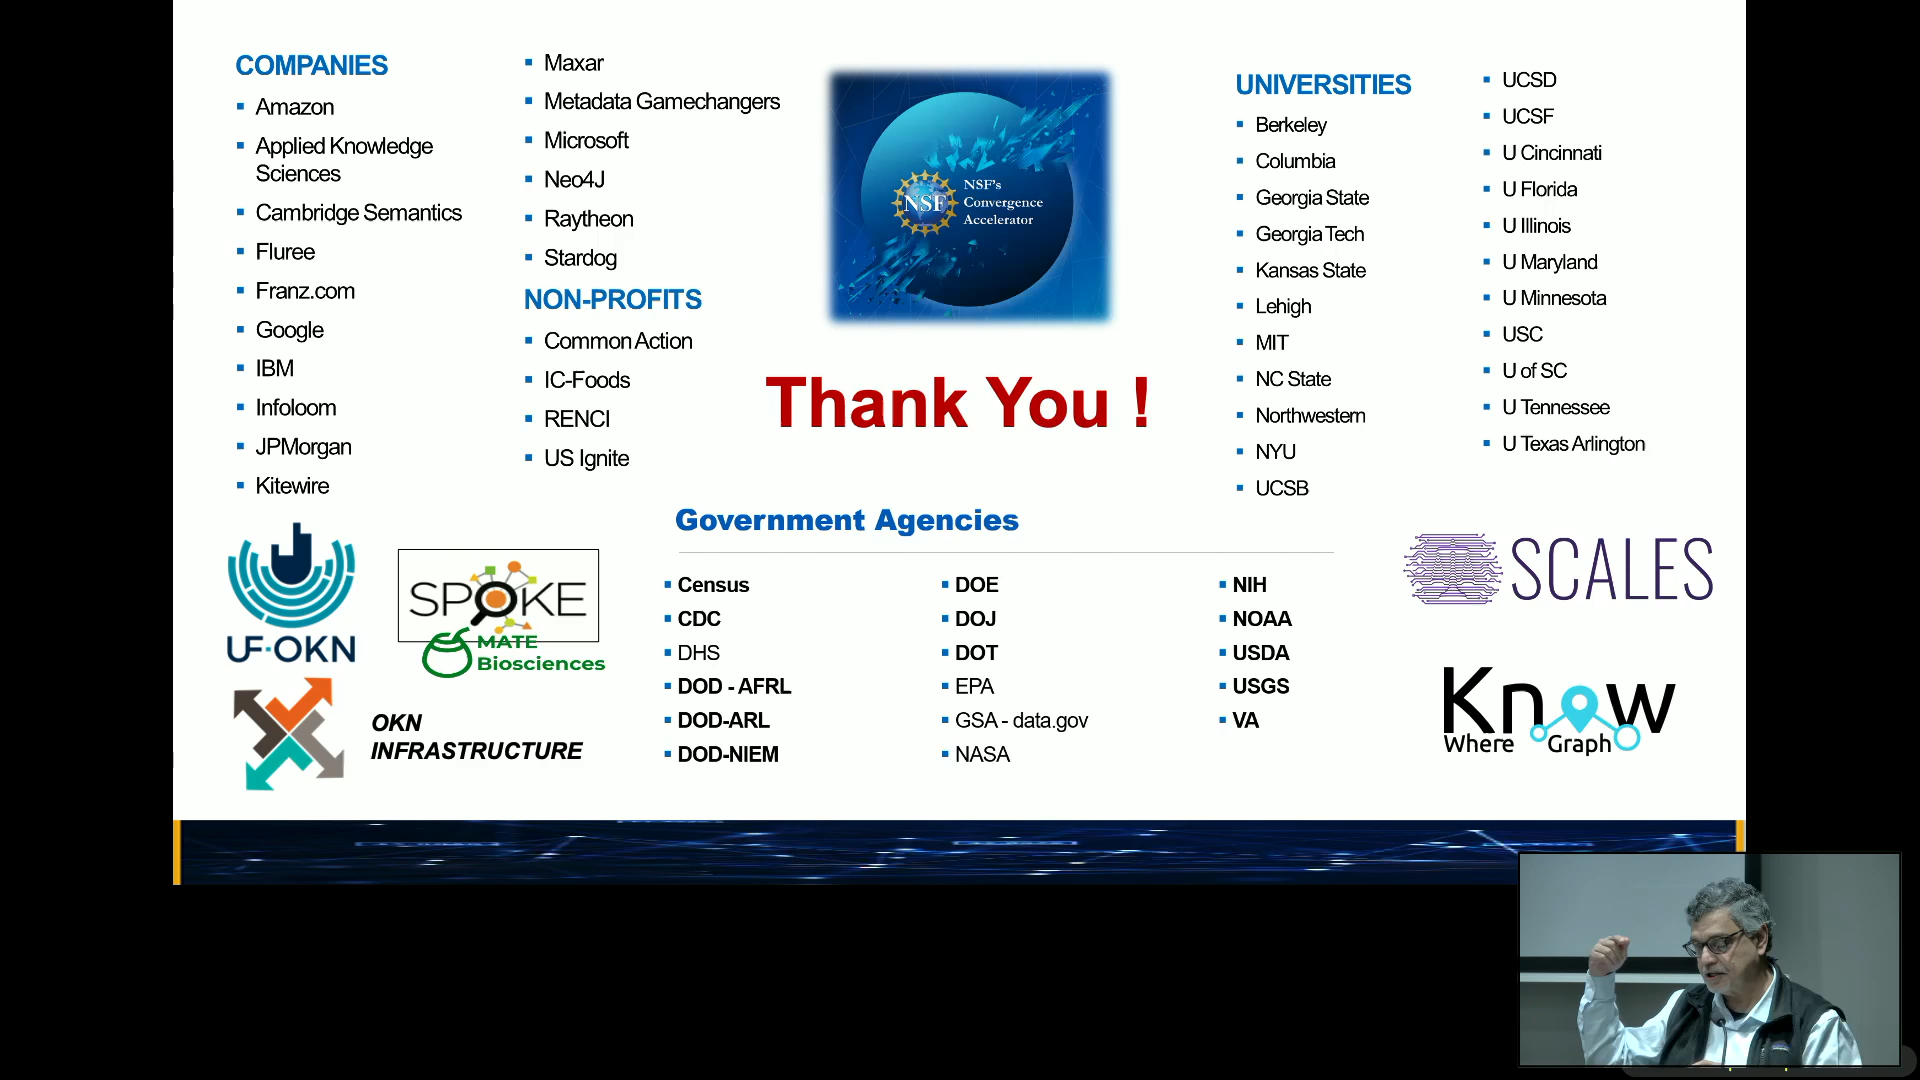 COMPANIES
Amazon
Applied Knowledge
Sciences
Cambridge Semantics
Fluree
Franz.com
Google
IBM
Infoloom
JPMorgan
Kitewire
Maxar
Metadata Gamechangers
Microsoft
Neo4J
Raytheon
Stardog
NON-PROFITS
Common Action
IC-Foods
RENCI
US Ignite
NSF
NSF's
Convergence
Accelerator
Thank You !
UNIVERSITIES
Berkeley
Columbia
Georgia State
Georgia Tech
Kansas State
Lehigh
MIT
NC State
Northwestern
NYU
UCSB
UCSD
UCSF
U Cincinnati
U Florida
U Illinois
U Maryland
U Minnesota
USC
U of SC
U Tennessee
U Texas Arlington
UF·OKN
SPOKE
MATE
Biosciences
OKN
INFRASTRUCTURE
Government Agencies
Census
CDC
DHS
DOD - AFRL
DOD-ARL
DOD-NIEM
DOE
DOJ
DOT
EPA
GSA - data.gov
NASA
NIH
NOAA
USDA
USGS
VA
SCALES
Know
Where Graph